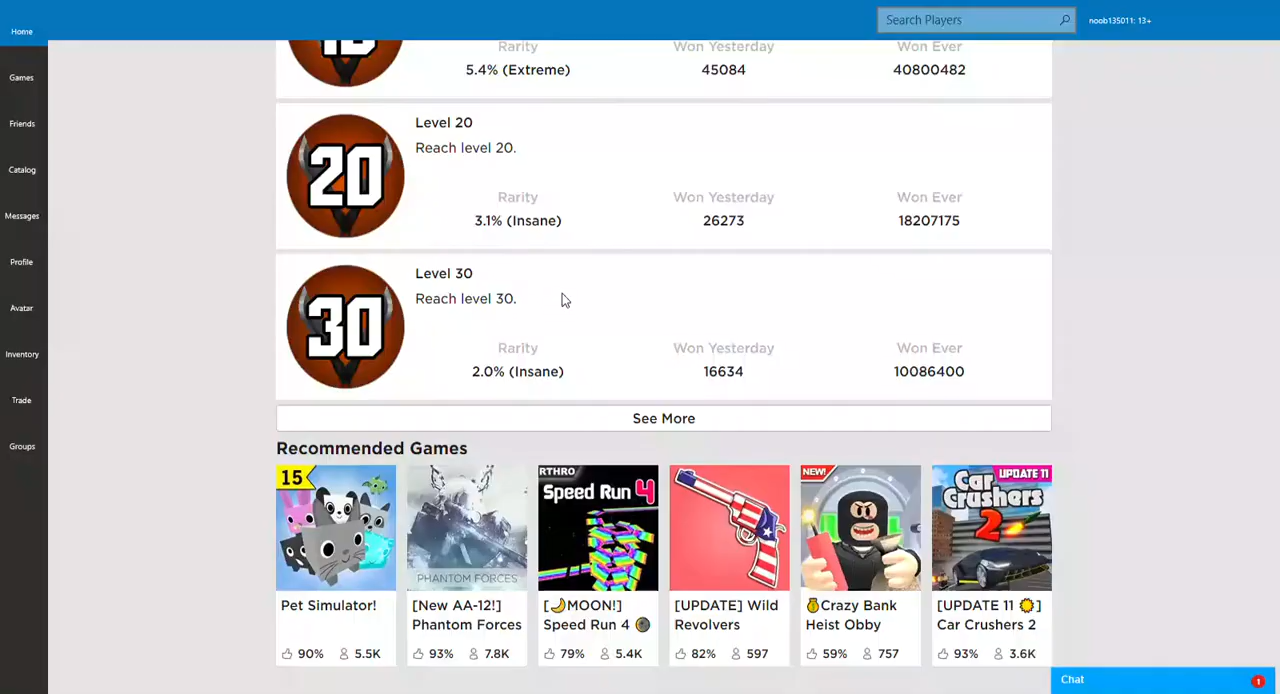 Home
Search Players
noob135011: 13+
Games
Friends
Catalog
Messages
Profile
Avatar
Inventory
Trade
Groups
Rarity Won Yesterday Won Ever
5.4% (Extreme) 45084 40800482
20
Level 20
Reach level 20.
Rarity Won Yesterday Won Ever
3.1% (Insane) 26273 18207175
30
Level 30
Reach level 30.
Rarity Won Yesterday Won Ever
2.0% (Insane) 16634 10086400
See More
Recommended Games
15
PHANTOM FORCES
RTHRO
Speed Run 4
NEW!
UPDATE 11
Car
Crushers
2
Pet Simulator!
90% 5.5K
[New AA-12!]
Phantom Forces
93% 7.8K
[🌙MOON!]
Speed Run 4
79% 5.4K
[UPDATE] Wild
Revolvers
82% 597
💰Crazy Bank
Heist Obby
59% 757
[UPDATE 11 🌞]
Car Crushers 2
93% 3.6K
Chat 1